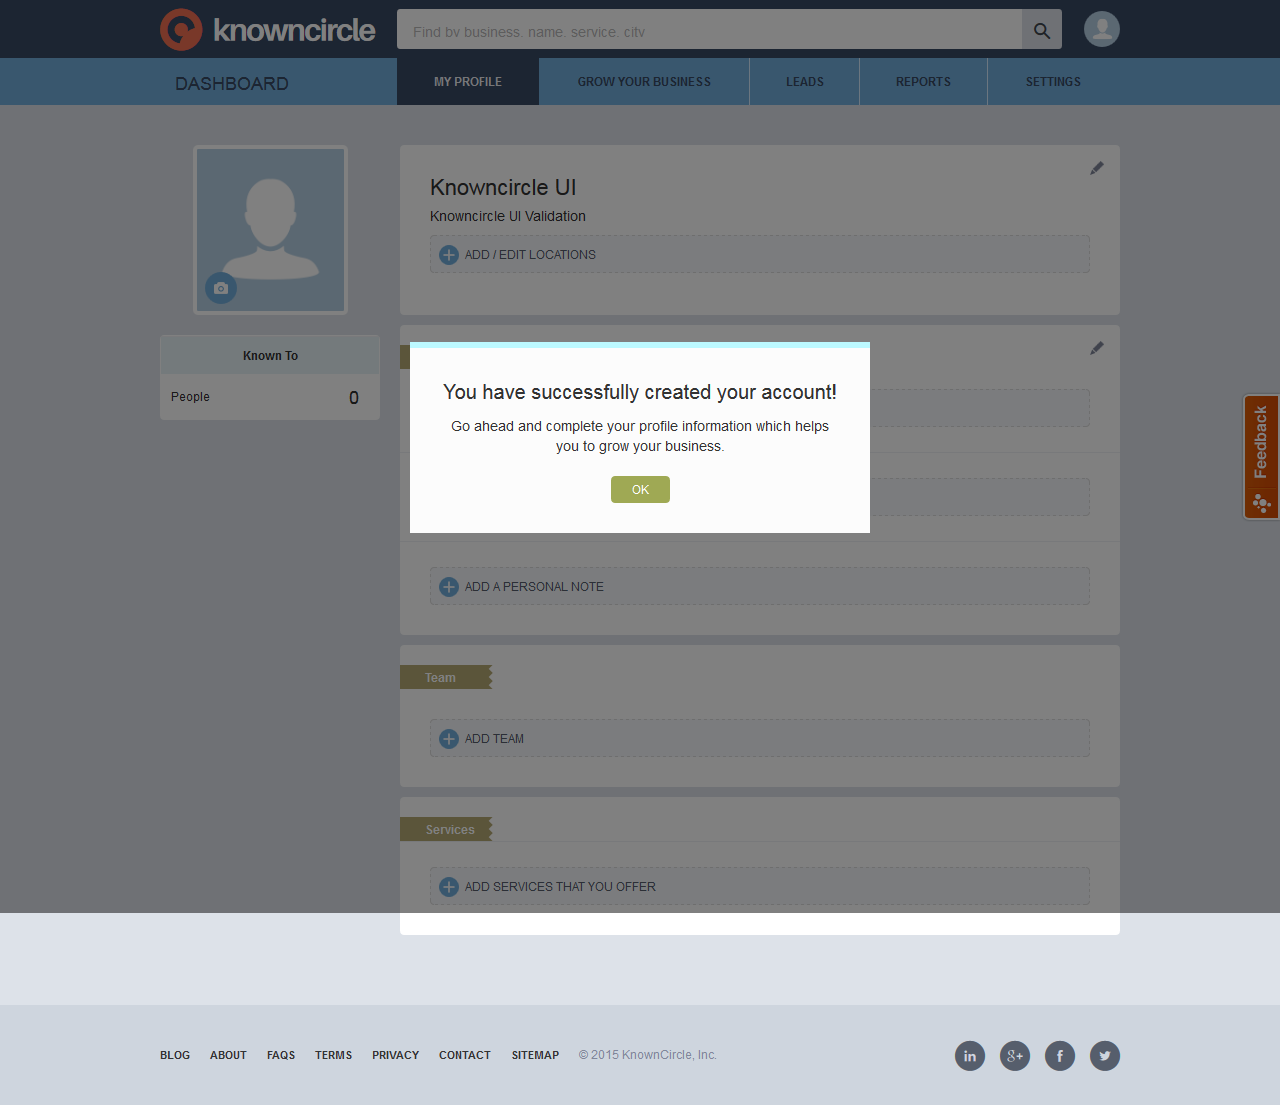 knowncircle
Find by business, name, service, city
DASHBOARD
MY PROFILE
GROW YOUR BUSINESS
LEADS
REPORTS
SETTINGS
Knowncircle UI
Knowncircle UI Validation
ADD / EDIT LOCATIONS
Known To
People 0
You have successfully created your account!
Go ahead and complete your profile information which helps
you to grow your business.
OK
Feedback
ADD A PERSONAL NOTE
Team
ADD TEAM
Services
ADD SERVICES THAT YOU OFFER
BLOG ABOUT FAQS TERMS PRIVACY CONTACT SITEMAP © 2015 KnownCircle, Inc.
in g+ f